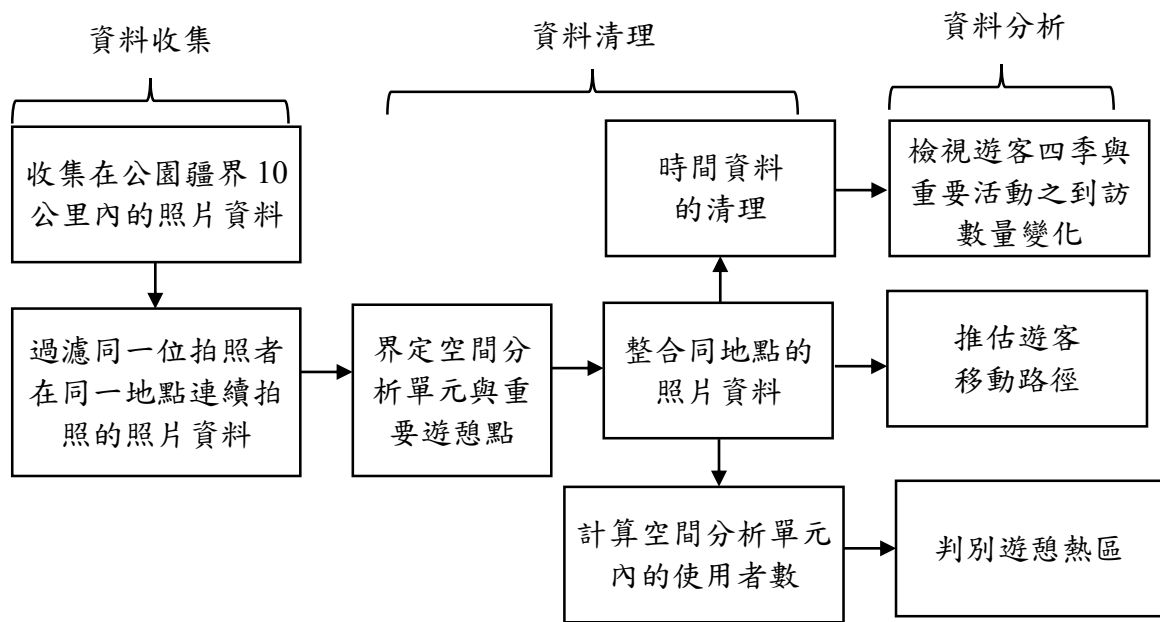 資料收集
資料清理
資料分析
收集在公園疆界 10
公里內的照片資料
時間資料
的清理
檢視遊客四季與
重要活動之到訪
數量變化
過濾同一位拍照者
在同一地點連續拍
照的照片資料
界定空間分
析單元與重
要遊憩點
整合同地點的
照片資料
推估遊客
移動路徑
計算空間分析單元
內的使用者數
判別遊憩熱區